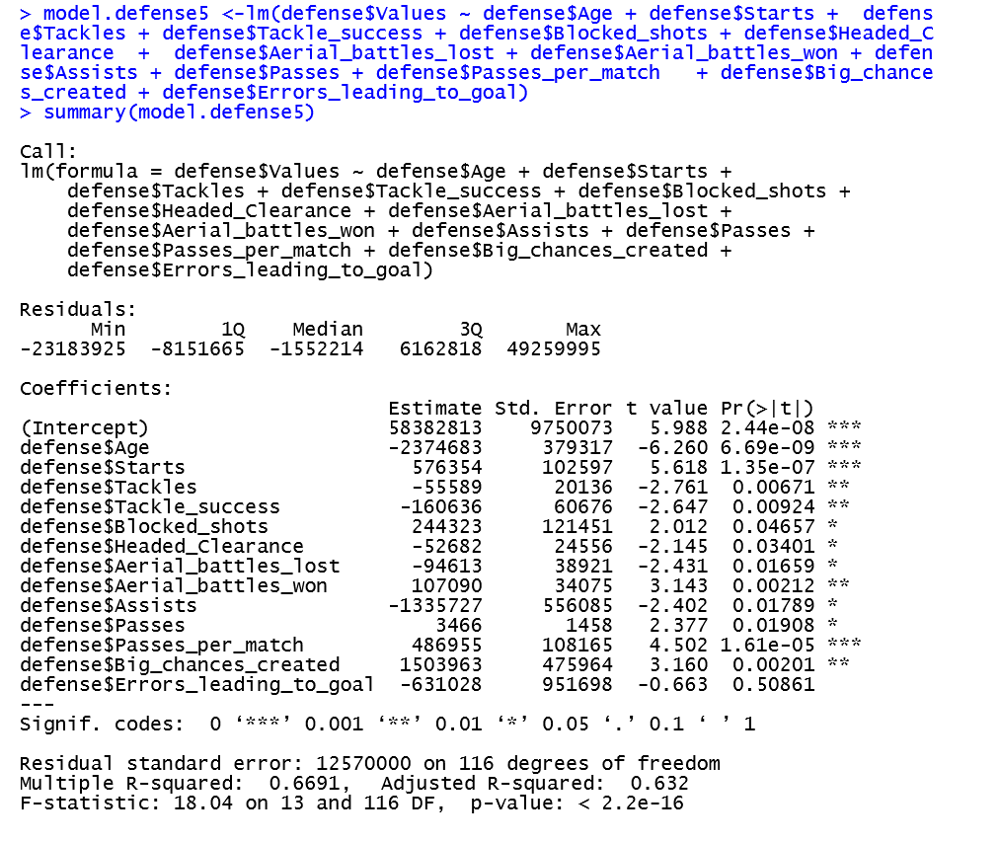 > model.defense5 <-lm(defense$Values ~ defense$Age + defense$Starts +  defens
e$Tackles + defense$Tackle_success + defense$Blocked_shots + defense$Headed_C
learance  +  defense$Aerial_battles_lost + defense$Aerial_battles_won + defen
se$Assists + defense$Passes + defense$Passes_per_match   + defense$Big_chance
s_created + defense$Errors_leading_to_goal)
> summary(model.defense5)
Call:
lm(formula = defense$Values ~ defense$Age + defense$Starts +
    defense$Tackles + defense$Tackle_success + defense$Blocked_shots +
    defense$Headed_Clearance + defense$Aerial_battles_lost +
    defense$Aerial_battles_won + defense$Assists + defense$Passes +
    defense$Passes_per_match + defense$Big_chances_created +
    defense$Errors_leading_to_goal)
Residuals:
      Min        1Q    Median        3Q       Max
-23183925  -8151665  -1552214   6162818  49259995
Coefficients:
                               Estimate Std. Error t value Pr(>|t|)
(Intercept)                    58382813    9750073   5.988 2.44e-08 ***
defense$Age                    -2374683     379317  -6.260 6.69e-09 ***
defense$Starts                   576354     102597   5.618 1.35e-07 ***
defense$Tackles                  -55589      20136  -2.761  0.00671 **
defense$Tackle_success          -160636      60676  -2.647  0.00924 **
defense$Blocked_shots            244323     121451   2.012  0.04657 *
defense$Headed_Clearance         -52682      24556  -2.145  0.03401 *
defense$Aerial_battles_lost      -94613      38921  -2.431  0.01659 *
defense$Aerial_battles_won       107090      34075   3.143  0.00212 **
defense$Assists                -1335727     556085  -2.402  0.01789 *
defense$Passes                     3466       1458   2.377  0.01908 *
defense$Passes_per_match         486955     108165   4.502 1.61e-05 ***
defense$Big_chances_created     1503963     475964   3.160  0.00201 **
defense$Errors_leading_to_goal  -631028     951698  -0.663  0.50861
---
Signif. codes:  0 ‘***’ 0.001 ‘**’ 0.01 ‘*’ 0.05 ‘.’ 0.1 ‘ ’ 1
Residual standard error: 12570000 on 116 degrees of freedom
Multiple R-squared:  0.6691,   Adjusted R-squared:  0.632
F-statistic: 18.04 on 13 and 116 DF,  p-value: < 2.2e-16